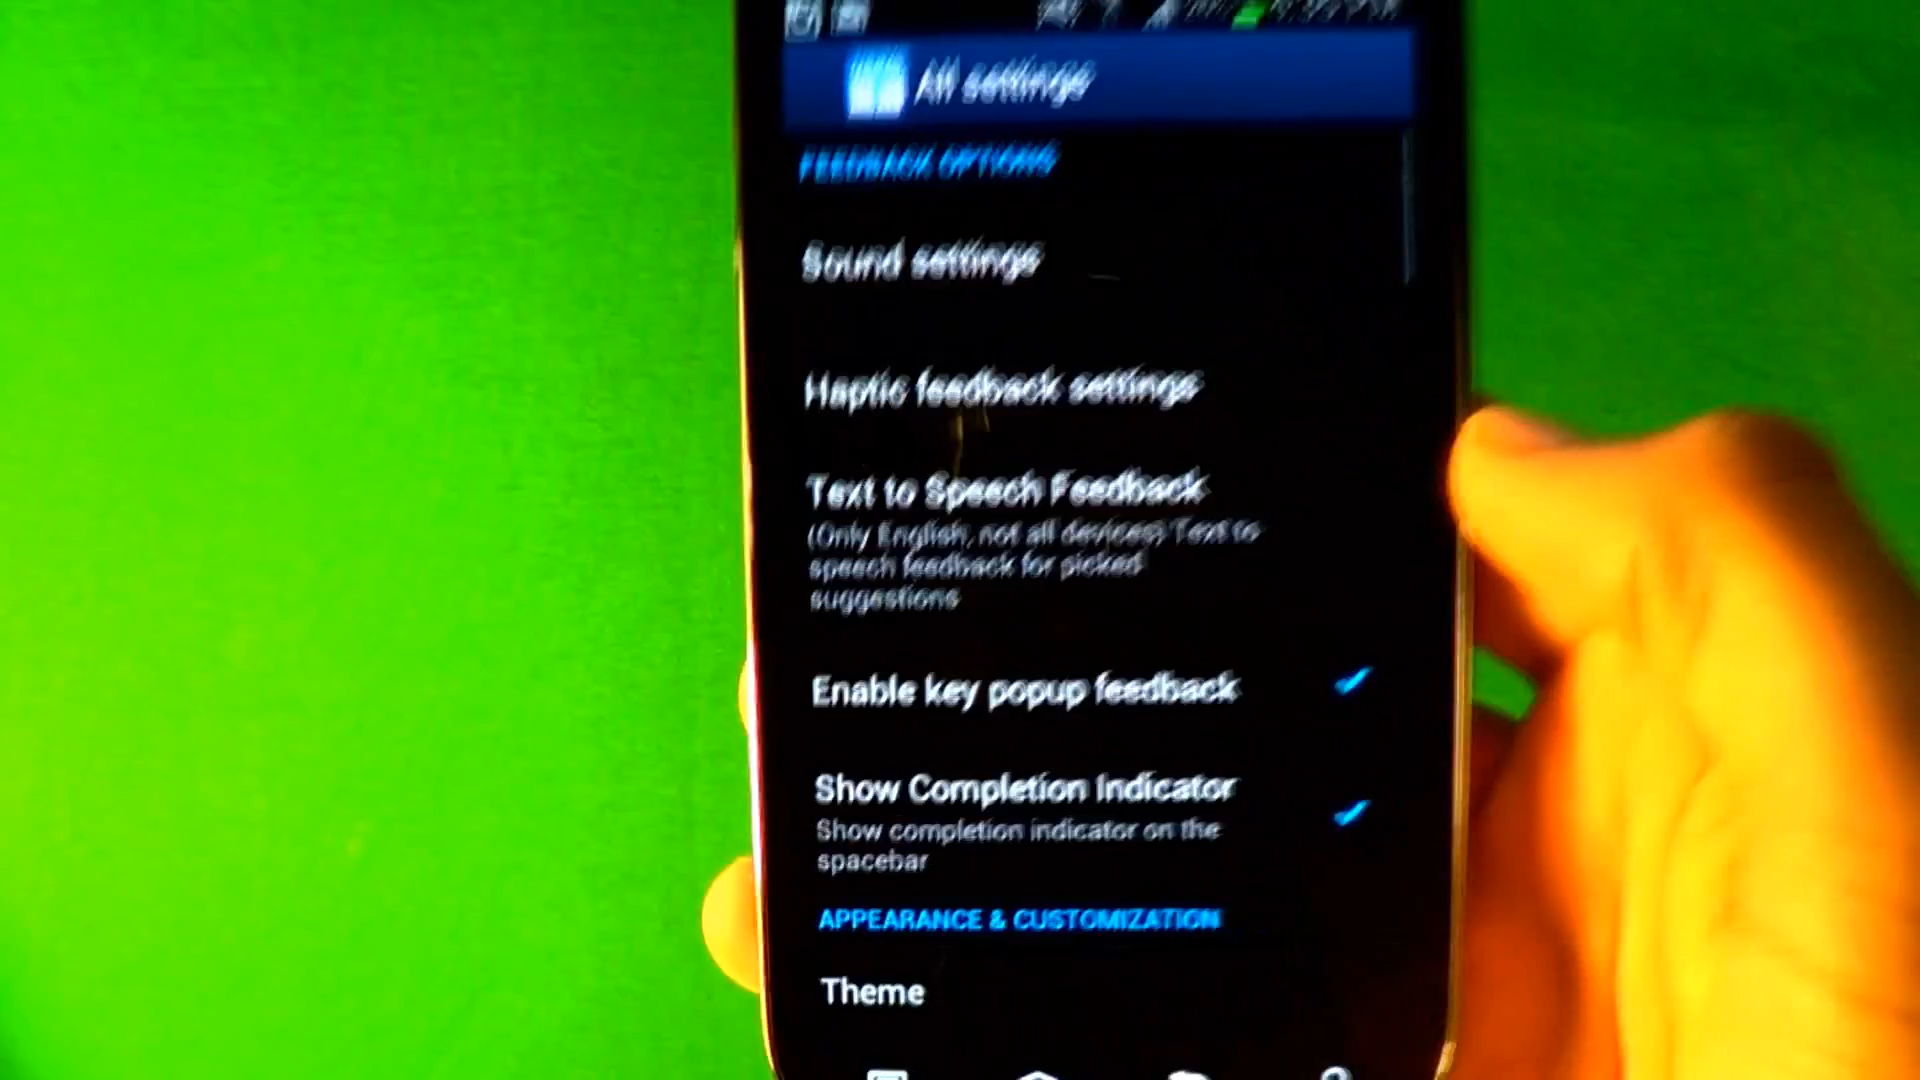 All settings
FEEDBACK OPTIONS
Sound settings
Haptic feedback settings
Text to Speech Feedback
(Only English, not all devices) Text to
speech feedback for picked
suggestions
Enable key popup feedback
Show Completion Indicator
Show completion indicator on the
spacebar
APPEARANCE & CUSTOMIZATION
Theme